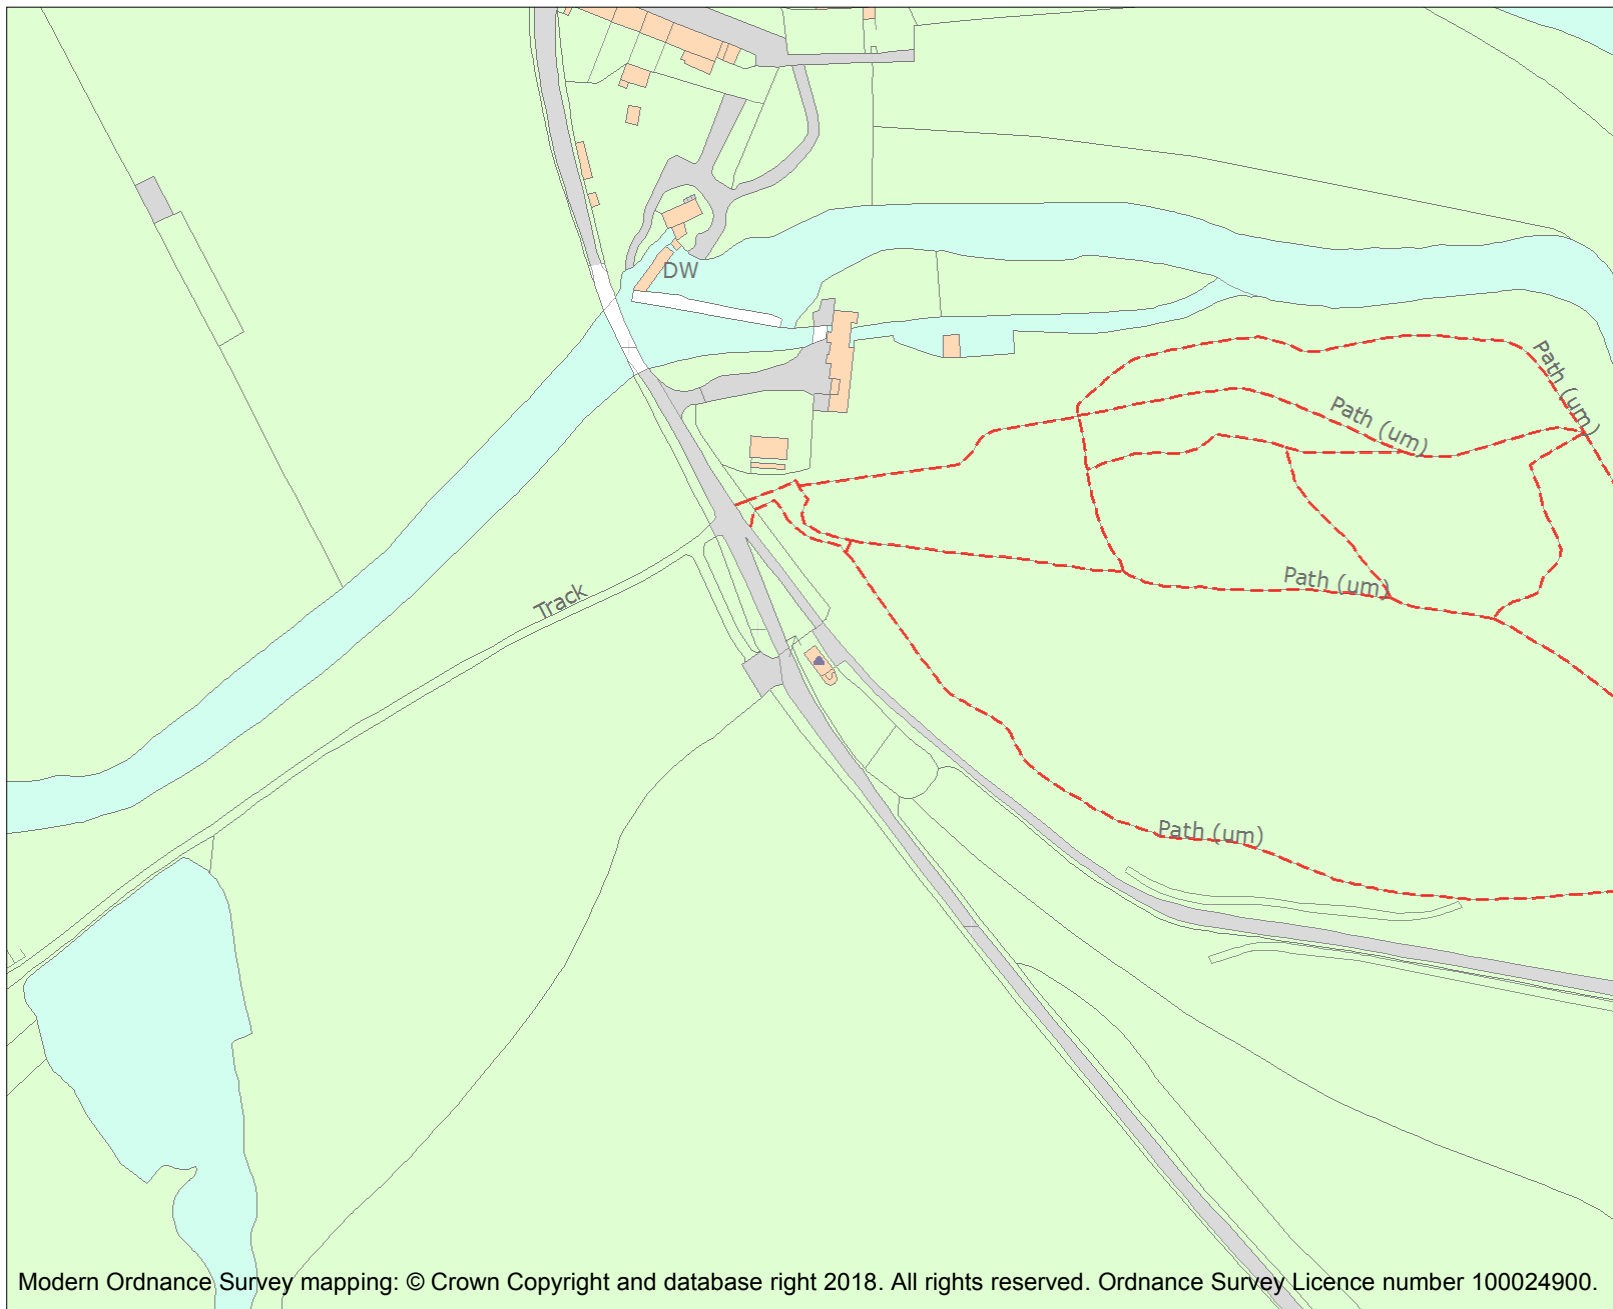 DW
Path (um)
Path (um)
Path (um)
Track
Path (um)
Modern Ordnance Survey mapping: © Crown Copyright and database right 2018. All rights reserved. Ordnance Survey Licence number 100024900.